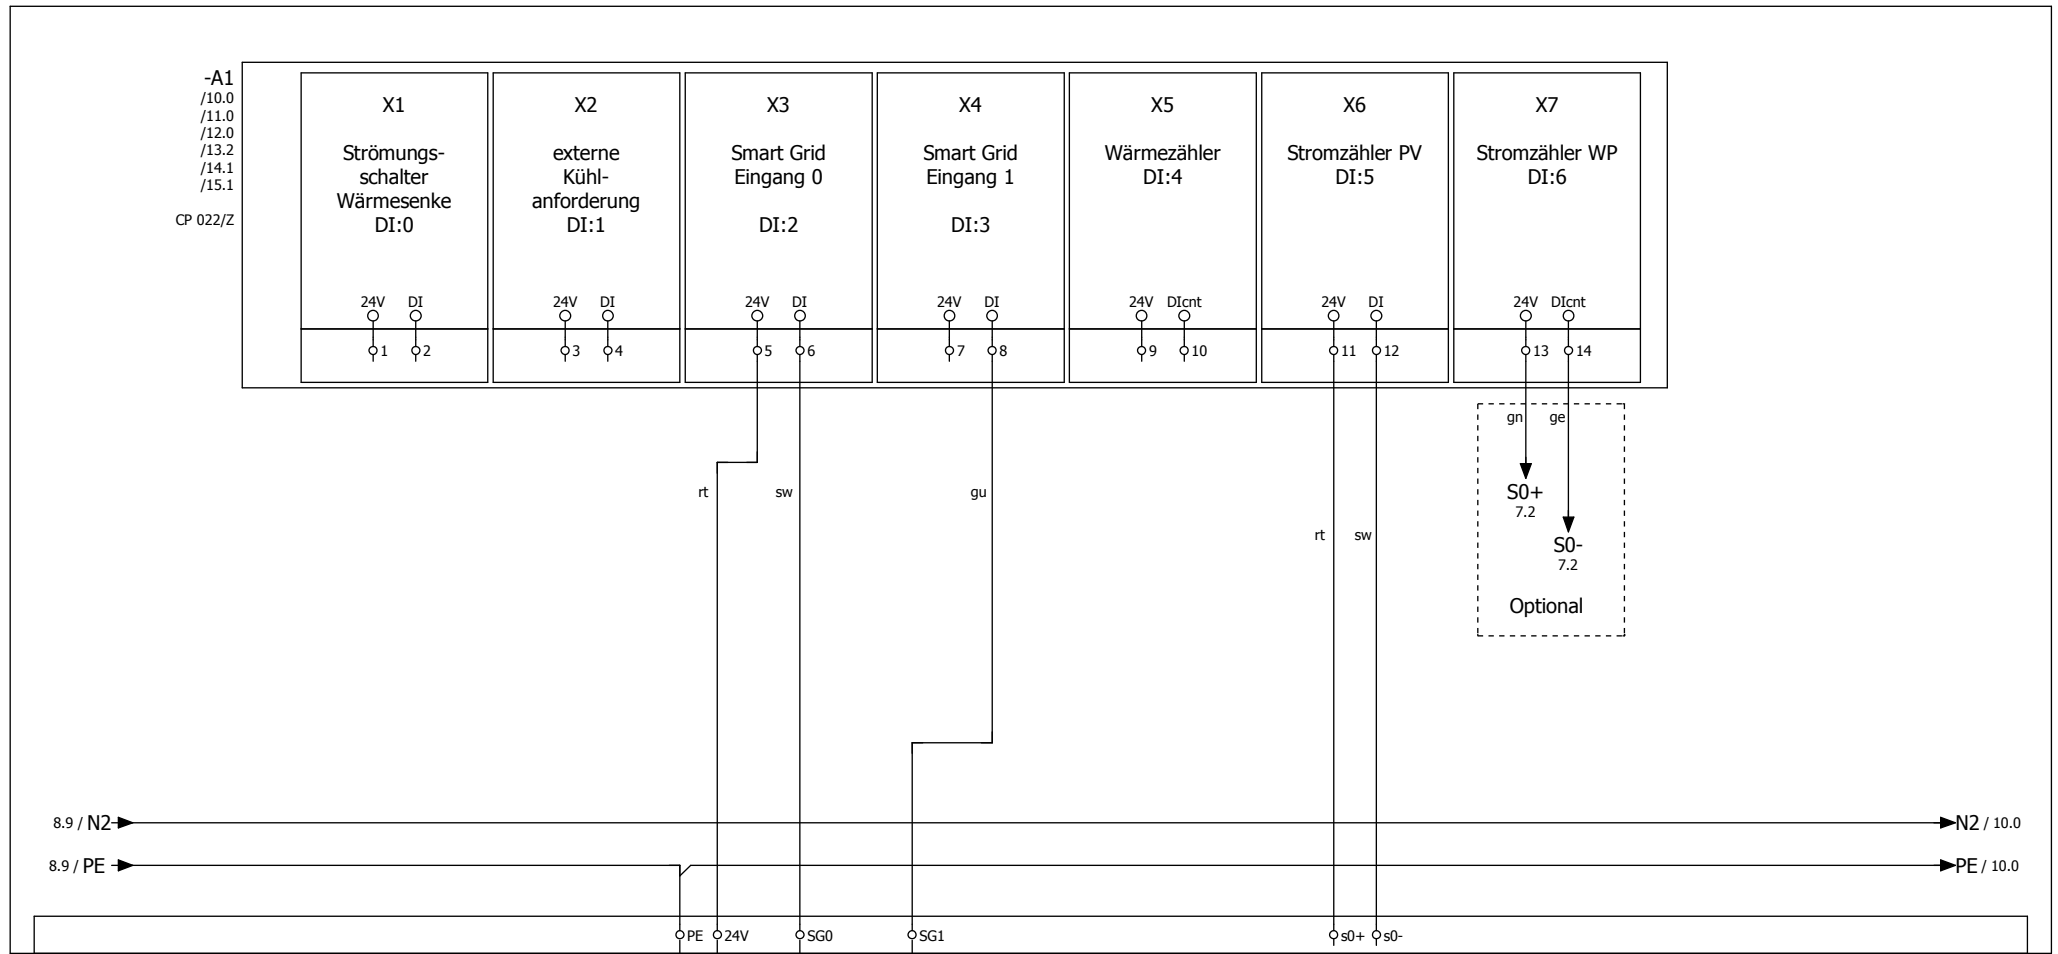 -A1
/10.0
/11.0
/12.0
/13.2
/14.1
/15.1
CP 022/Z
X1
Strömungs-
schalter
Wärmesenke
DI:0
24V DI
1 2
X2
externe
Kühl-
anforderung
DI:1
24V DI
3 4
X3
Smart Grid
Eingang 0
DI:2
24V DI
5 6
X4
Smart Grid
Eingang 1
DI:3
24V DI
7 8
X5
Wärmezähler
DI:4
24V DIcnt
9 10
X6
Stromzähler PV
DI:5
24V DI
11 12
X7
Stromzähler WP
DI:6
24V DIcnt
13 14
gn ge
rt sw gu
S0+
7.2
rt sw
S0-
7.2
Optional
8.9 / N2 N2 / 10.0
8.9 / PE PE / 10.0
PE 24V SG0 SG1 s0+ s0-